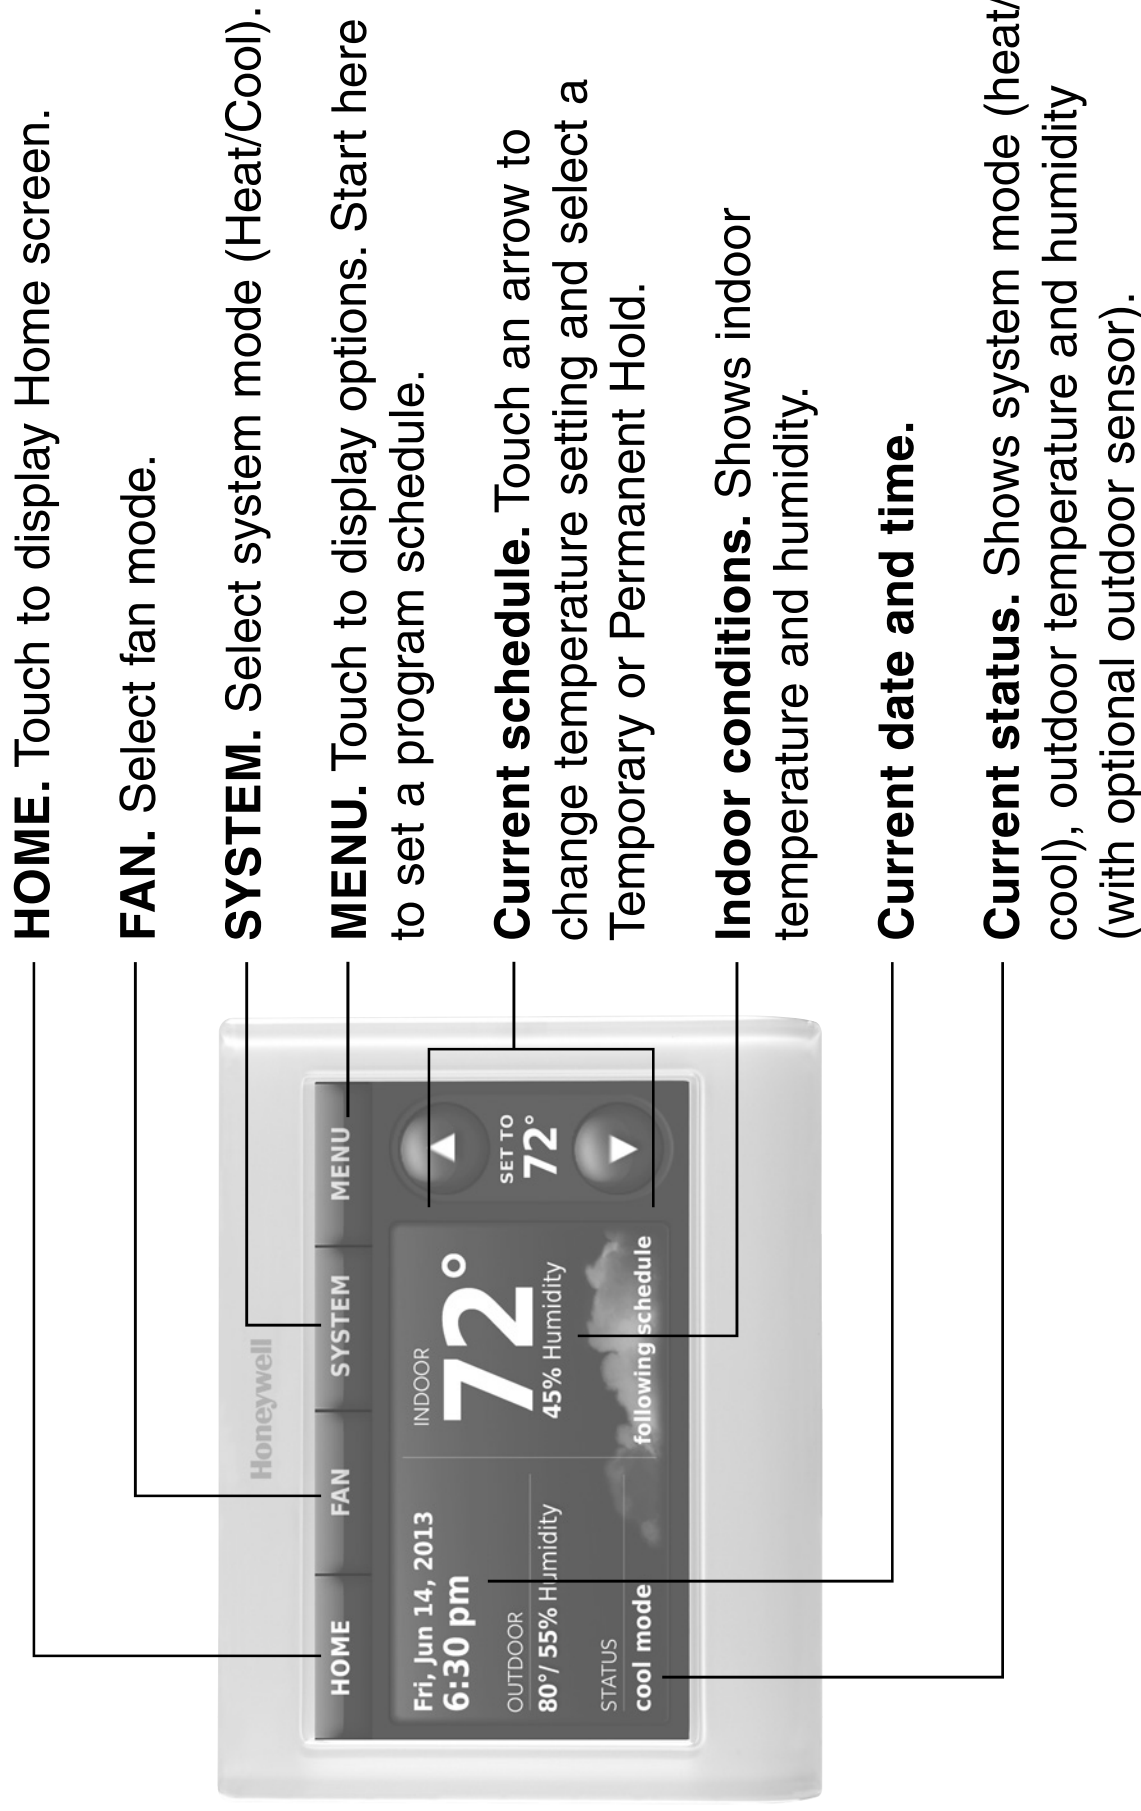 HOME. Touch to display Home screen.
FAN. Select fan mode.
SYSTEM. Select system mode (Heat/Cool).
MENU. Touch to display options. Start here
to set a program schedule.
Current schedule. Touch an arrow to
change temperature setting and select a
Temporary or Permanent Hold.
Indoor conditions. Shows indoor
temperature and humidity.
Current date and time.
Current status. Shows system mode (heat/
cool), outdoor temperature and humidity
(with optional outdoor sensor).
Honeywell
HOME
FAN
SYSTEM
MENU
Fri, Jun 14, 2013
6:30 pm
OUTDOOR
80°/ 55% Humidity
STATUS
cool mode
INDOOR
72°
45% Humidity
following schedule
SET TO
72°